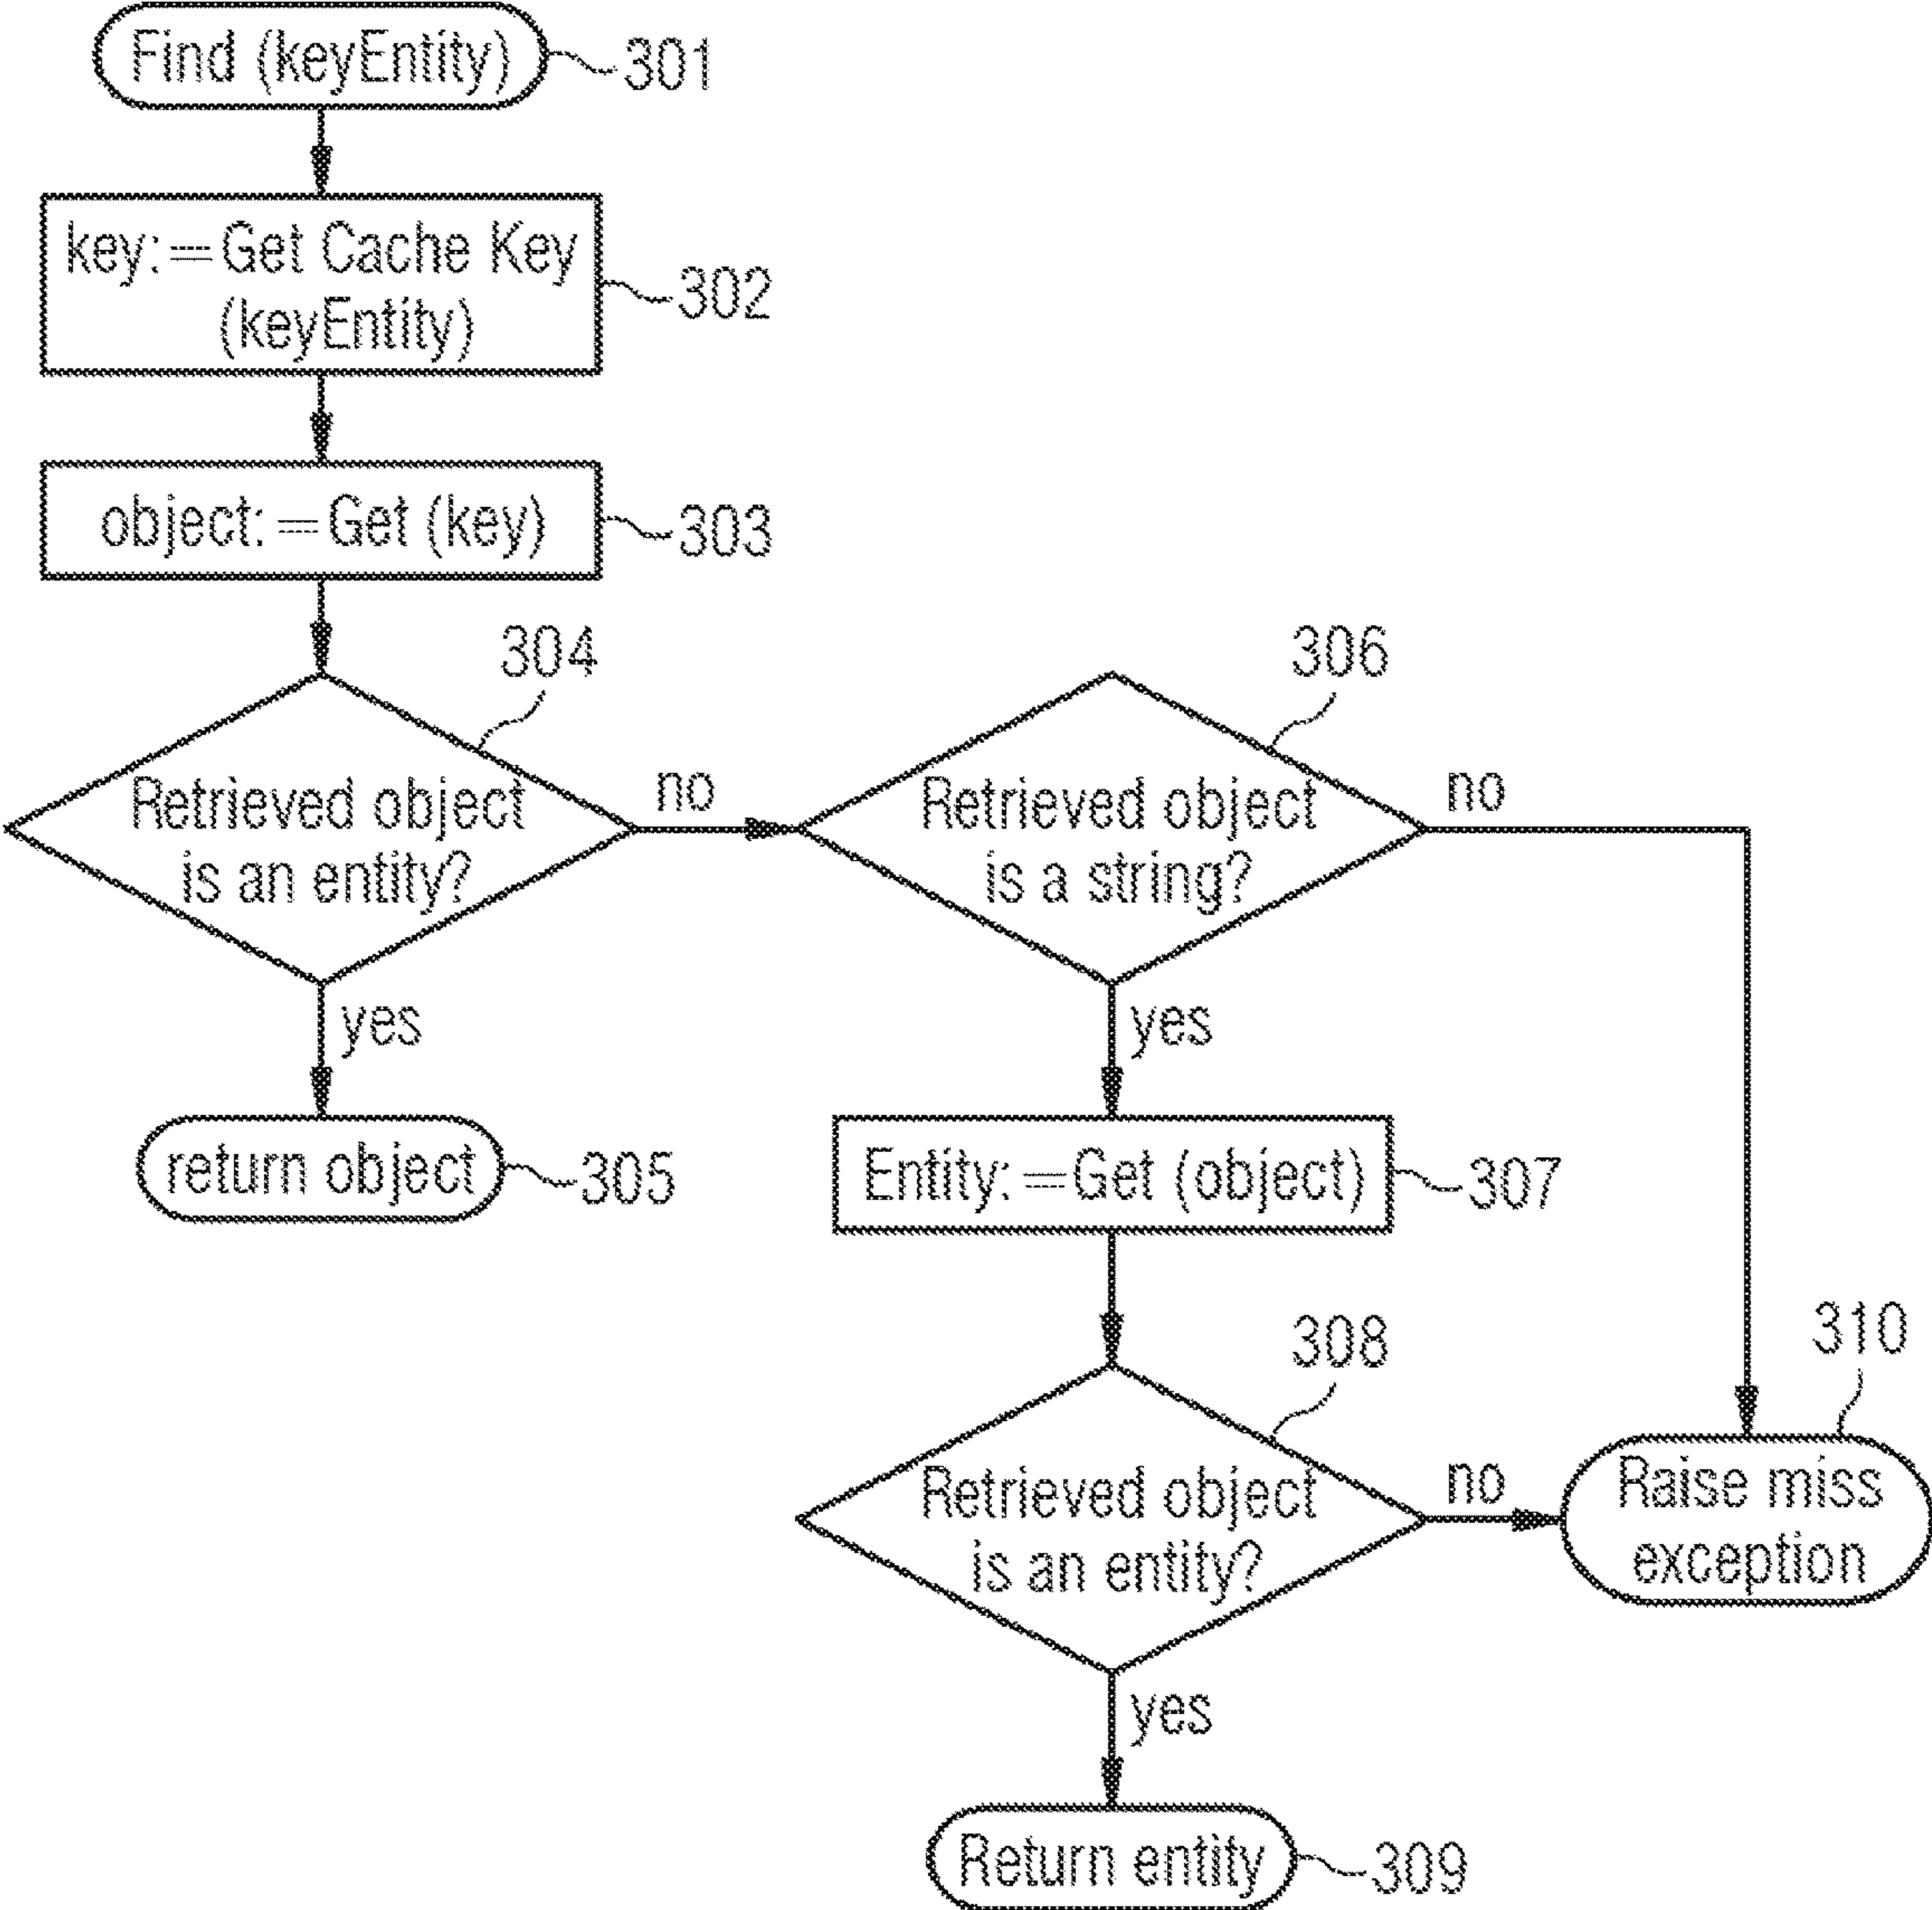 Find (keyEntity)
301
key:=Get Cache Key
(keyEntity)
302
object:=Get (key)
303
304
Retrieved object
is an entity?
no
306
Retrieved object
is a string?
no
yes
return object
305
yes
Entity:=Get (object)
307
308
Retrieved object
is an entity?
no
310
Raise miss
exception
yes
Return entity
309